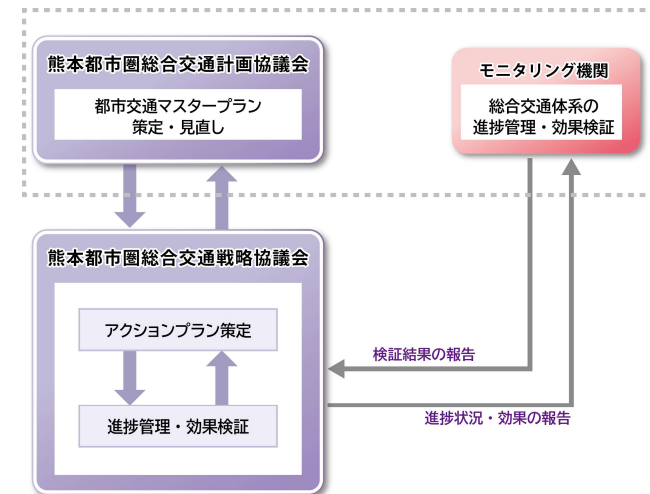 熊本都市圏総合交通計画協議会
都市交通マスタープラン
策定・見直し
モニタリング機関
総合交通体系の
進捗管理・効果検証
熊本都市圏総合交通戦略協議会
アクションプラン策定
進捗管理・効果検証
検証結果の報告
進捗状況・効果の報告